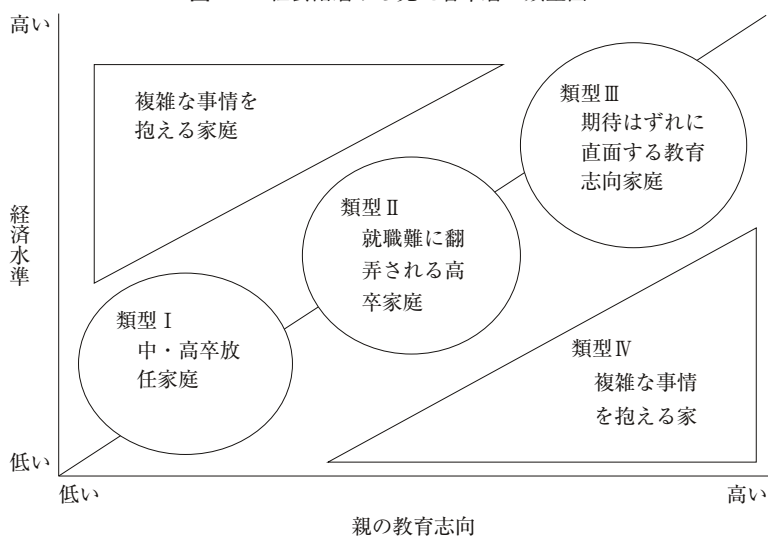 高い
複雑な事情を
抱える家庭
類型Ⅲ
期待はずれに
直面する教育
志向家庭
類型Ⅱ
就職難に翻
弄される高
卒家庭
経済水準
類型Ⅰ
中・高卒放
任家庭
類型Ⅳ
複雑な事情
を抱える家
低い
低い
高い
親の教育志向